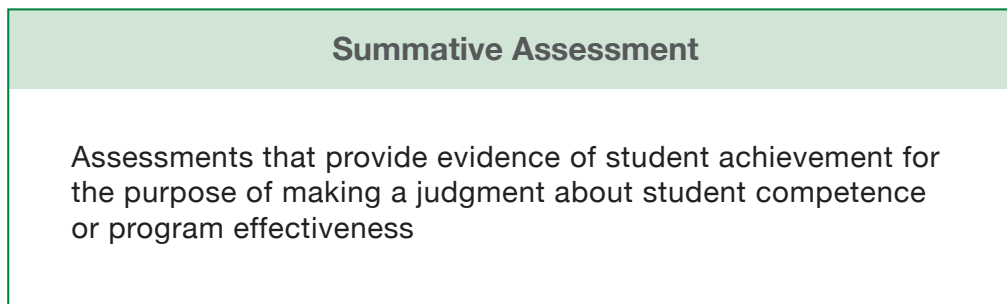 Summative Assessment
Assessments that provide evidence of student achievement for
the purpose of making a judgment about student competence
or program effectiveness